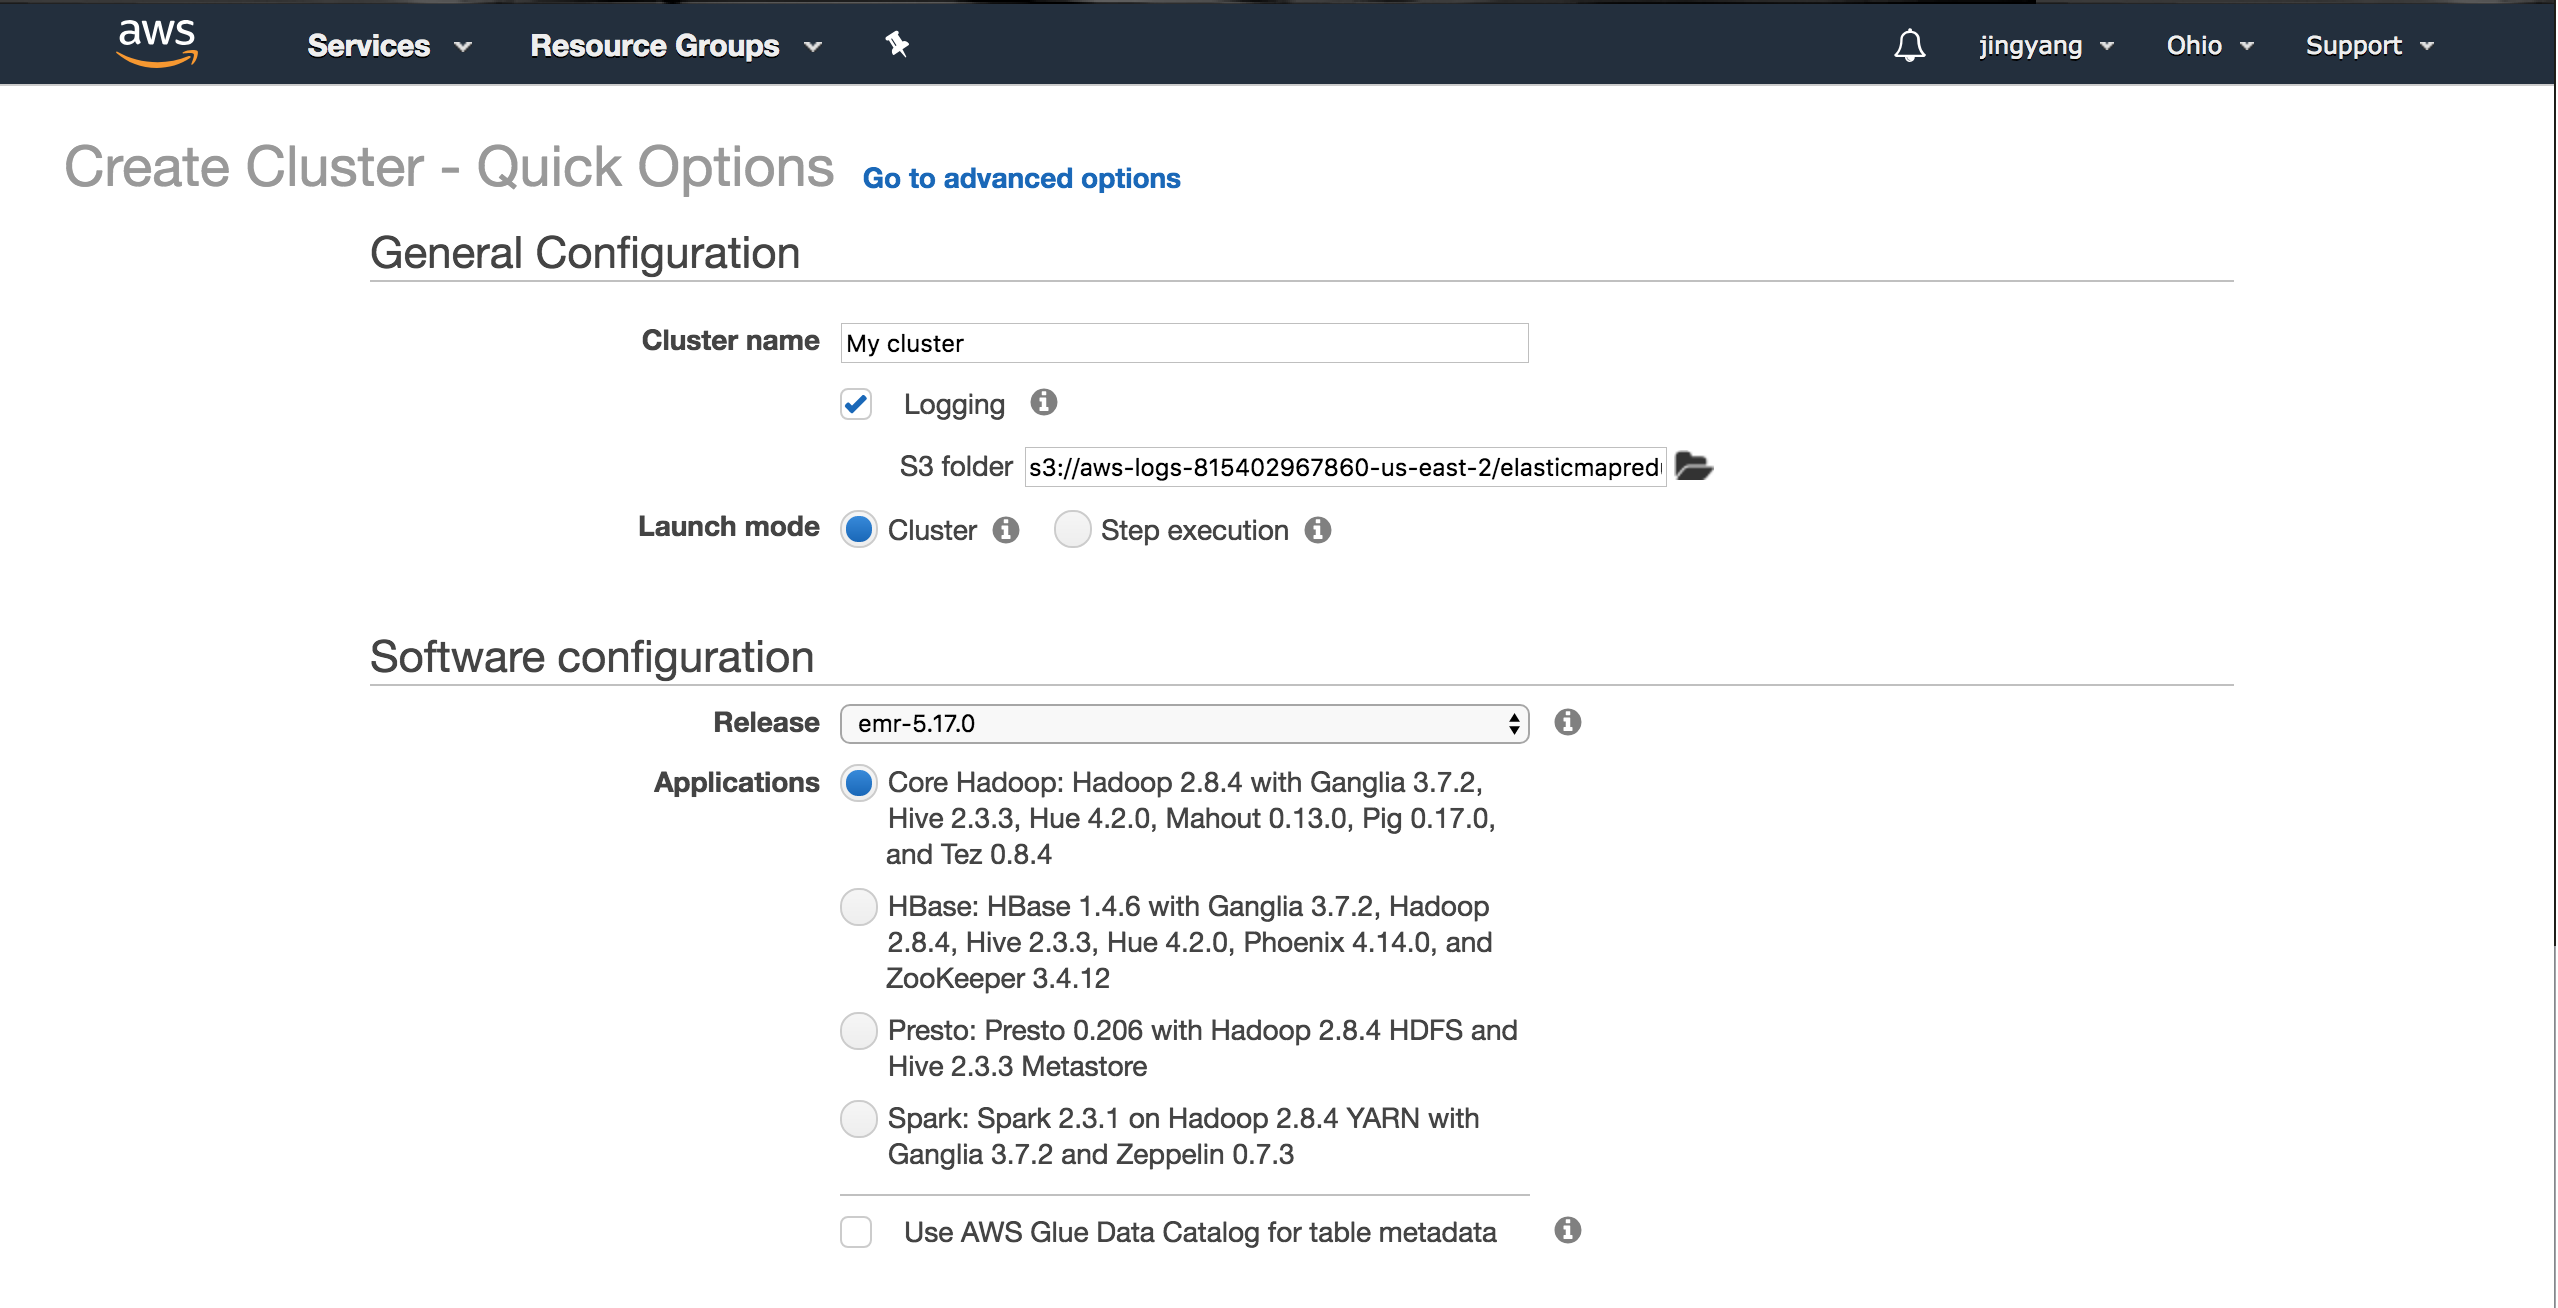 aws Services Resource Groups jingyang Ohio Support
Create Cluster - Quick Options Go to advanced options
General Configuration
Cluster name My cluster
Logging
S3 folder s3://aws-logs-815402967860-us-east-2/elasticmapredu
Launch mode Cluster Step execution
Software configuration
Release emr-5.17.0
Applications Core Hadoop: Hadoop 2.8.4 with Ganglia 3.7.2,
Hive 2.3.3, Hue 4.2.0, Mahout 0.13.0, Pig 0.17.0,
and Tez 0.8.4
HBase: HBase 1.4.6 with Ganglia 3.7.2, Hadoop
2.8.4, Hive 2.3.3, Hue 4.2.0, Phoenix 4.14.0, and
ZooKeeper 3.4.12
Presto: Presto 0.206 with Hadoop 2.8.4 HDFS and
Hive 2.3.3 Metastore
Spark: Spark 2.3.1 on Hadoop 2.8.4 YARN with
Ganglia 3.7.2 and Zeppelin 0.7.3
Use AWS Glue Data Catalog for table metadata